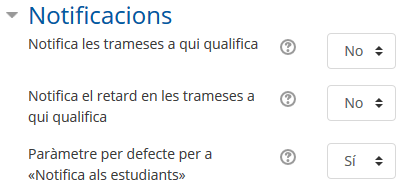 Notificacions
Notifica les trameses a qui qualifica
No
Notifica el retard en les trameses a
qui qualifica
No
Paràmetre per defecte per a
«Notifica als estudiants»
Sí